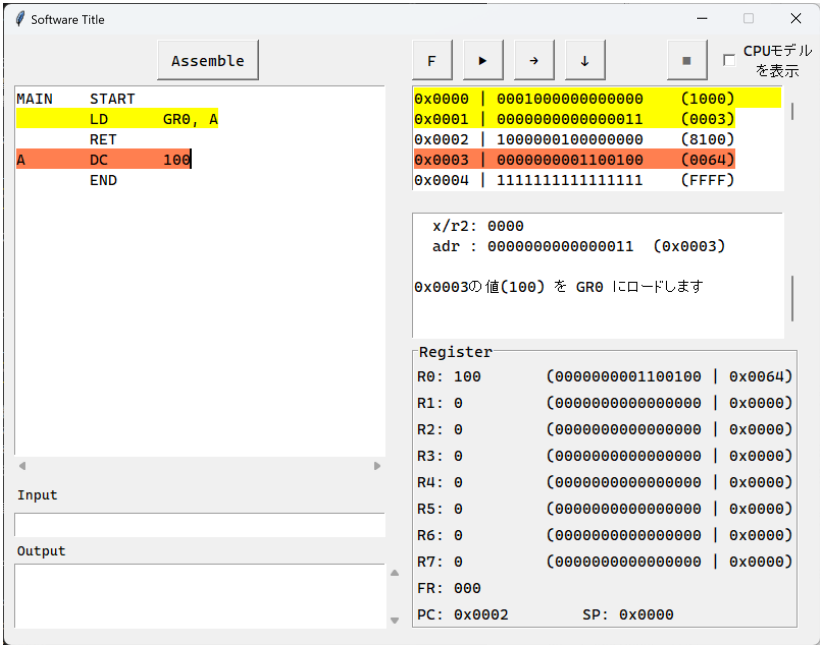 Software Title
Assemble
F ▶ → ↓ ■ CPUモデル
を表示
MAIN    START
        LD      GR0, A
        RET
A       DC      100
        END
0x0000 | 0001000000000000    (1000)
0x0001 | 0000000000000011    (0003)
0x0002 | 1000000100000000    (8100)
0x0003 | 0000000001100100    (0064)
0x0004 | 1111111111111111    (FFFF)
x/r2: 0000
adr : 0000000000000011  (0x0003)
0x0003の値(100) を GR0 にロードします
Input
Output
Register
R0: 100       (0000000001100100 | 0x0064)
R1: 0         (0000000000000000 | 0x0000)
R2: 0         (0000000000000000 | 0x0000)
R3: 0         (0000000000000000 | 0x0000)
R4: 0         (0000000000000000 | 0x0000)
R5: 0         (0000000000000000 | 0x0000)
R6: 0         (0000000000000000 | 0x0000)
R7: 0         (0000000000000000 | 0x0000)
FR: 000
PC: 0x0002        SP: 0x0000